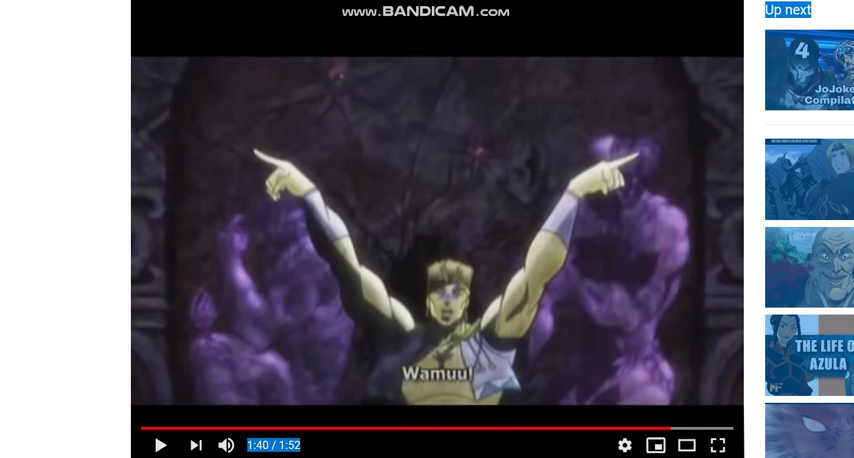 www.BANDICAM.com
Up next
4
JoJoke
Compilat
THE LIFE O
AZULA
Wamuu!
1:40 / 1:52